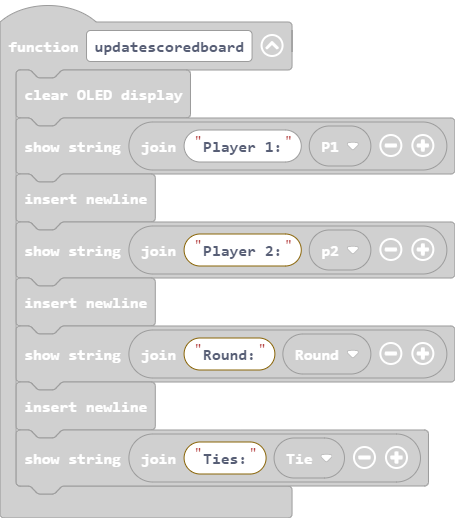 function updatescoredboard
clear OLED display
show string join "Player 1:" P1
insert newline
show string join "Player 2:" p2
insert newline
show string join "Round:" Round
insert newline
show string join "Ties:" Tie